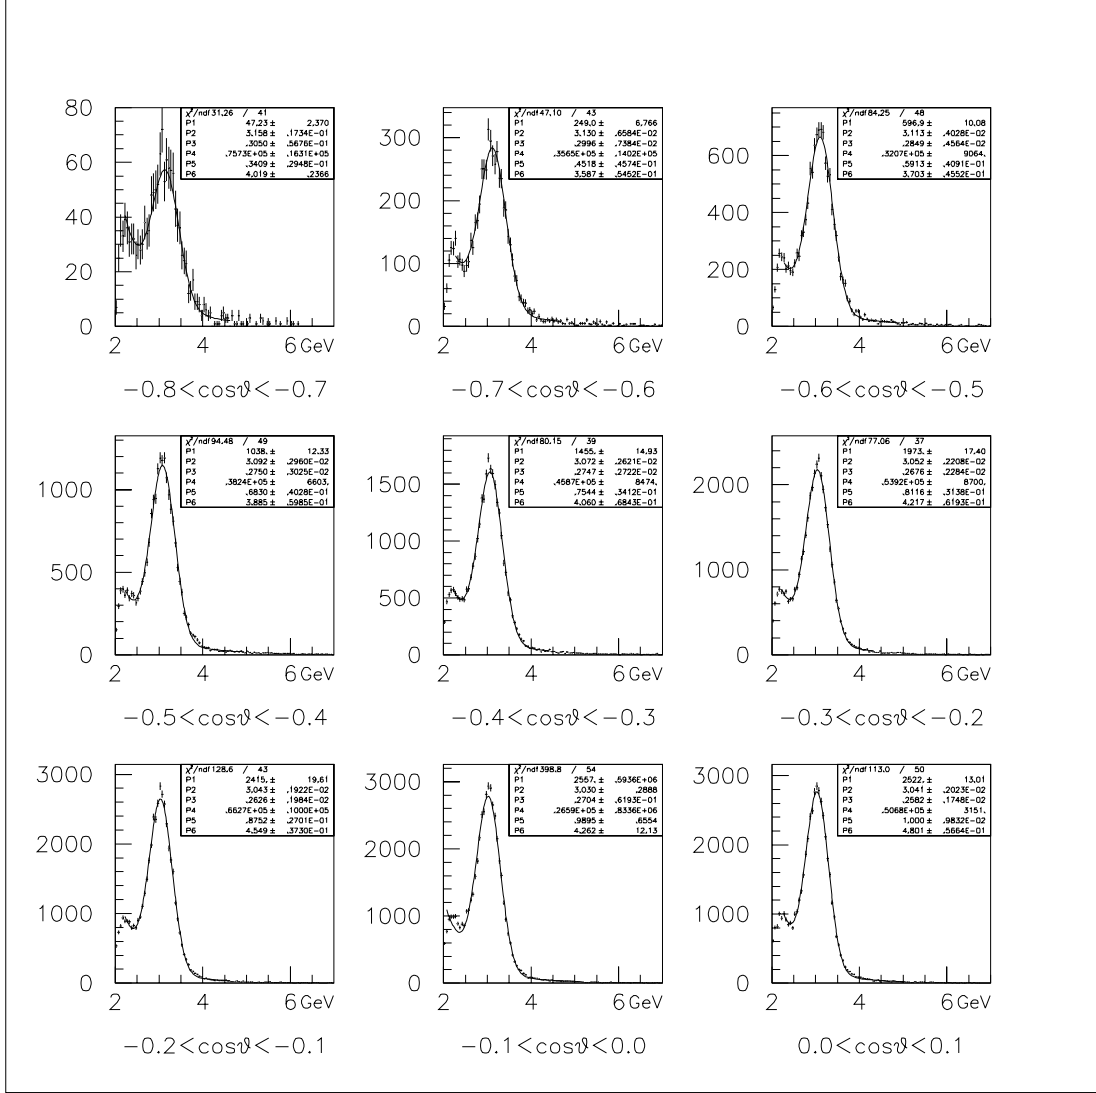 χ²/ndf 31.26 / 41
P1 47.23 ± 2.370
P2 3.158 ± .1734E-01
P3 .3050 ± .5676E-01
P4 .7573E+05 ± .1631E+05
P5 .3409 ± .2948E-01
P6 4.019 ± .2366
80
60
40
20
0
2 4 6 GeV
−0.8<cosϑ<−0.7
χ²/ndf 47.10 / 43
P1 249.0 ± 6.766
P2 3.130 ± .6584E-02
P3 .2996 ± .7384E-02
P4 .3565E+05 ± .1402E+05
P5 .4518 ± .4574E-01
P6 3.587 ± .5452E-01
300
200
100
0
2 4 6 GeV
−0.7<cosϑ<−0.6
χ²/ndf 84.25 / 48
P1 596.9 ± 10.08
P2 3.113 ± .4028E-02
P3 .2849 ± .4564E-02
P4 .3207E+05 ± 9064.
P5 .5913 ± .4091E-01
P6 3.703 ± .4552E-01
600
400
200
0
2 4 6 GeV
−0.6<cosϑ<−0.5
χ²/ndf 94.48 / 49
P1 1038. ± 12.33
P2 3.092 ± .2960E-02
P3 .2750 ± .3025E-02
P4 .3824E+05 ± 6603.
P5 .6830 ± .4028E-01
P6 3.885 ± .5985E-01
1000
500
0
2 4 6 GeV
−0.5<cosϑ<−0.4
χ²/ndf 80.15 / 39
P1 1455. ± 14.93
P2 3.072 ± .2621E-02
P3 .2747 ± .2722E-02
P4 .4587E+05 ± 8474.
P5 .7544 ± .3412E-01
P6 4.060 ± .6843E-01
1500
1000
500
0
2 4 6 GeV
−0.4<cosϑ<−0.3
χ²/ndf 77.06 / 37
P1 1973. ± 17.40
P2 3.052 ± .2208E-02
P3 .2676 ± .2284E-02
P4 .5392E+05 ± 8700.
P5 .8116 ± .3138E-01
P6 4.217 ± .6193E-01
2000
1000
0
2 4 6 GeV
−0.3<cosϑ<−0.2
χ²/ndf 128.6 / 43
P1 2415. ± 19.61
P2 3.043 ± .1922E-02
P3 .2626 ± .1984E-02
P4 .6627E+05 ± .1000E+05
P5 .8752 ± .2701E-01
P6 4.549 ± .3730E-01
3000
2000
1000
0
2 4 6 GeV
−0.2<cosϑ<−0.1
χ²/ndf 398.8 / 54
P1 2557. ± .5936E+06
P2 3.030 ± .2888
P3 .2704 ± .6193E-01
P4 .2659E+05 ± .8336E+06
P5 .9895 ± .6554
P6 4.262 ± 12.13
3000
2000
1000
0
2 4 6 GeV
−0.1<cosϑ<0.0
χ²/ndf 113.0 / 50
P1 2522. ± 13.01
P2 3.041 ± .2023E-02
P3 .2582 ± .1748E-02
P4 .5068E+05 ± 3151.
P5 1.000 ± .9832E-02
P6 4.801 ± .5664E-01
3000
2000
1000
0
2 4 6 GeV
0.0<cosϑ<0.1